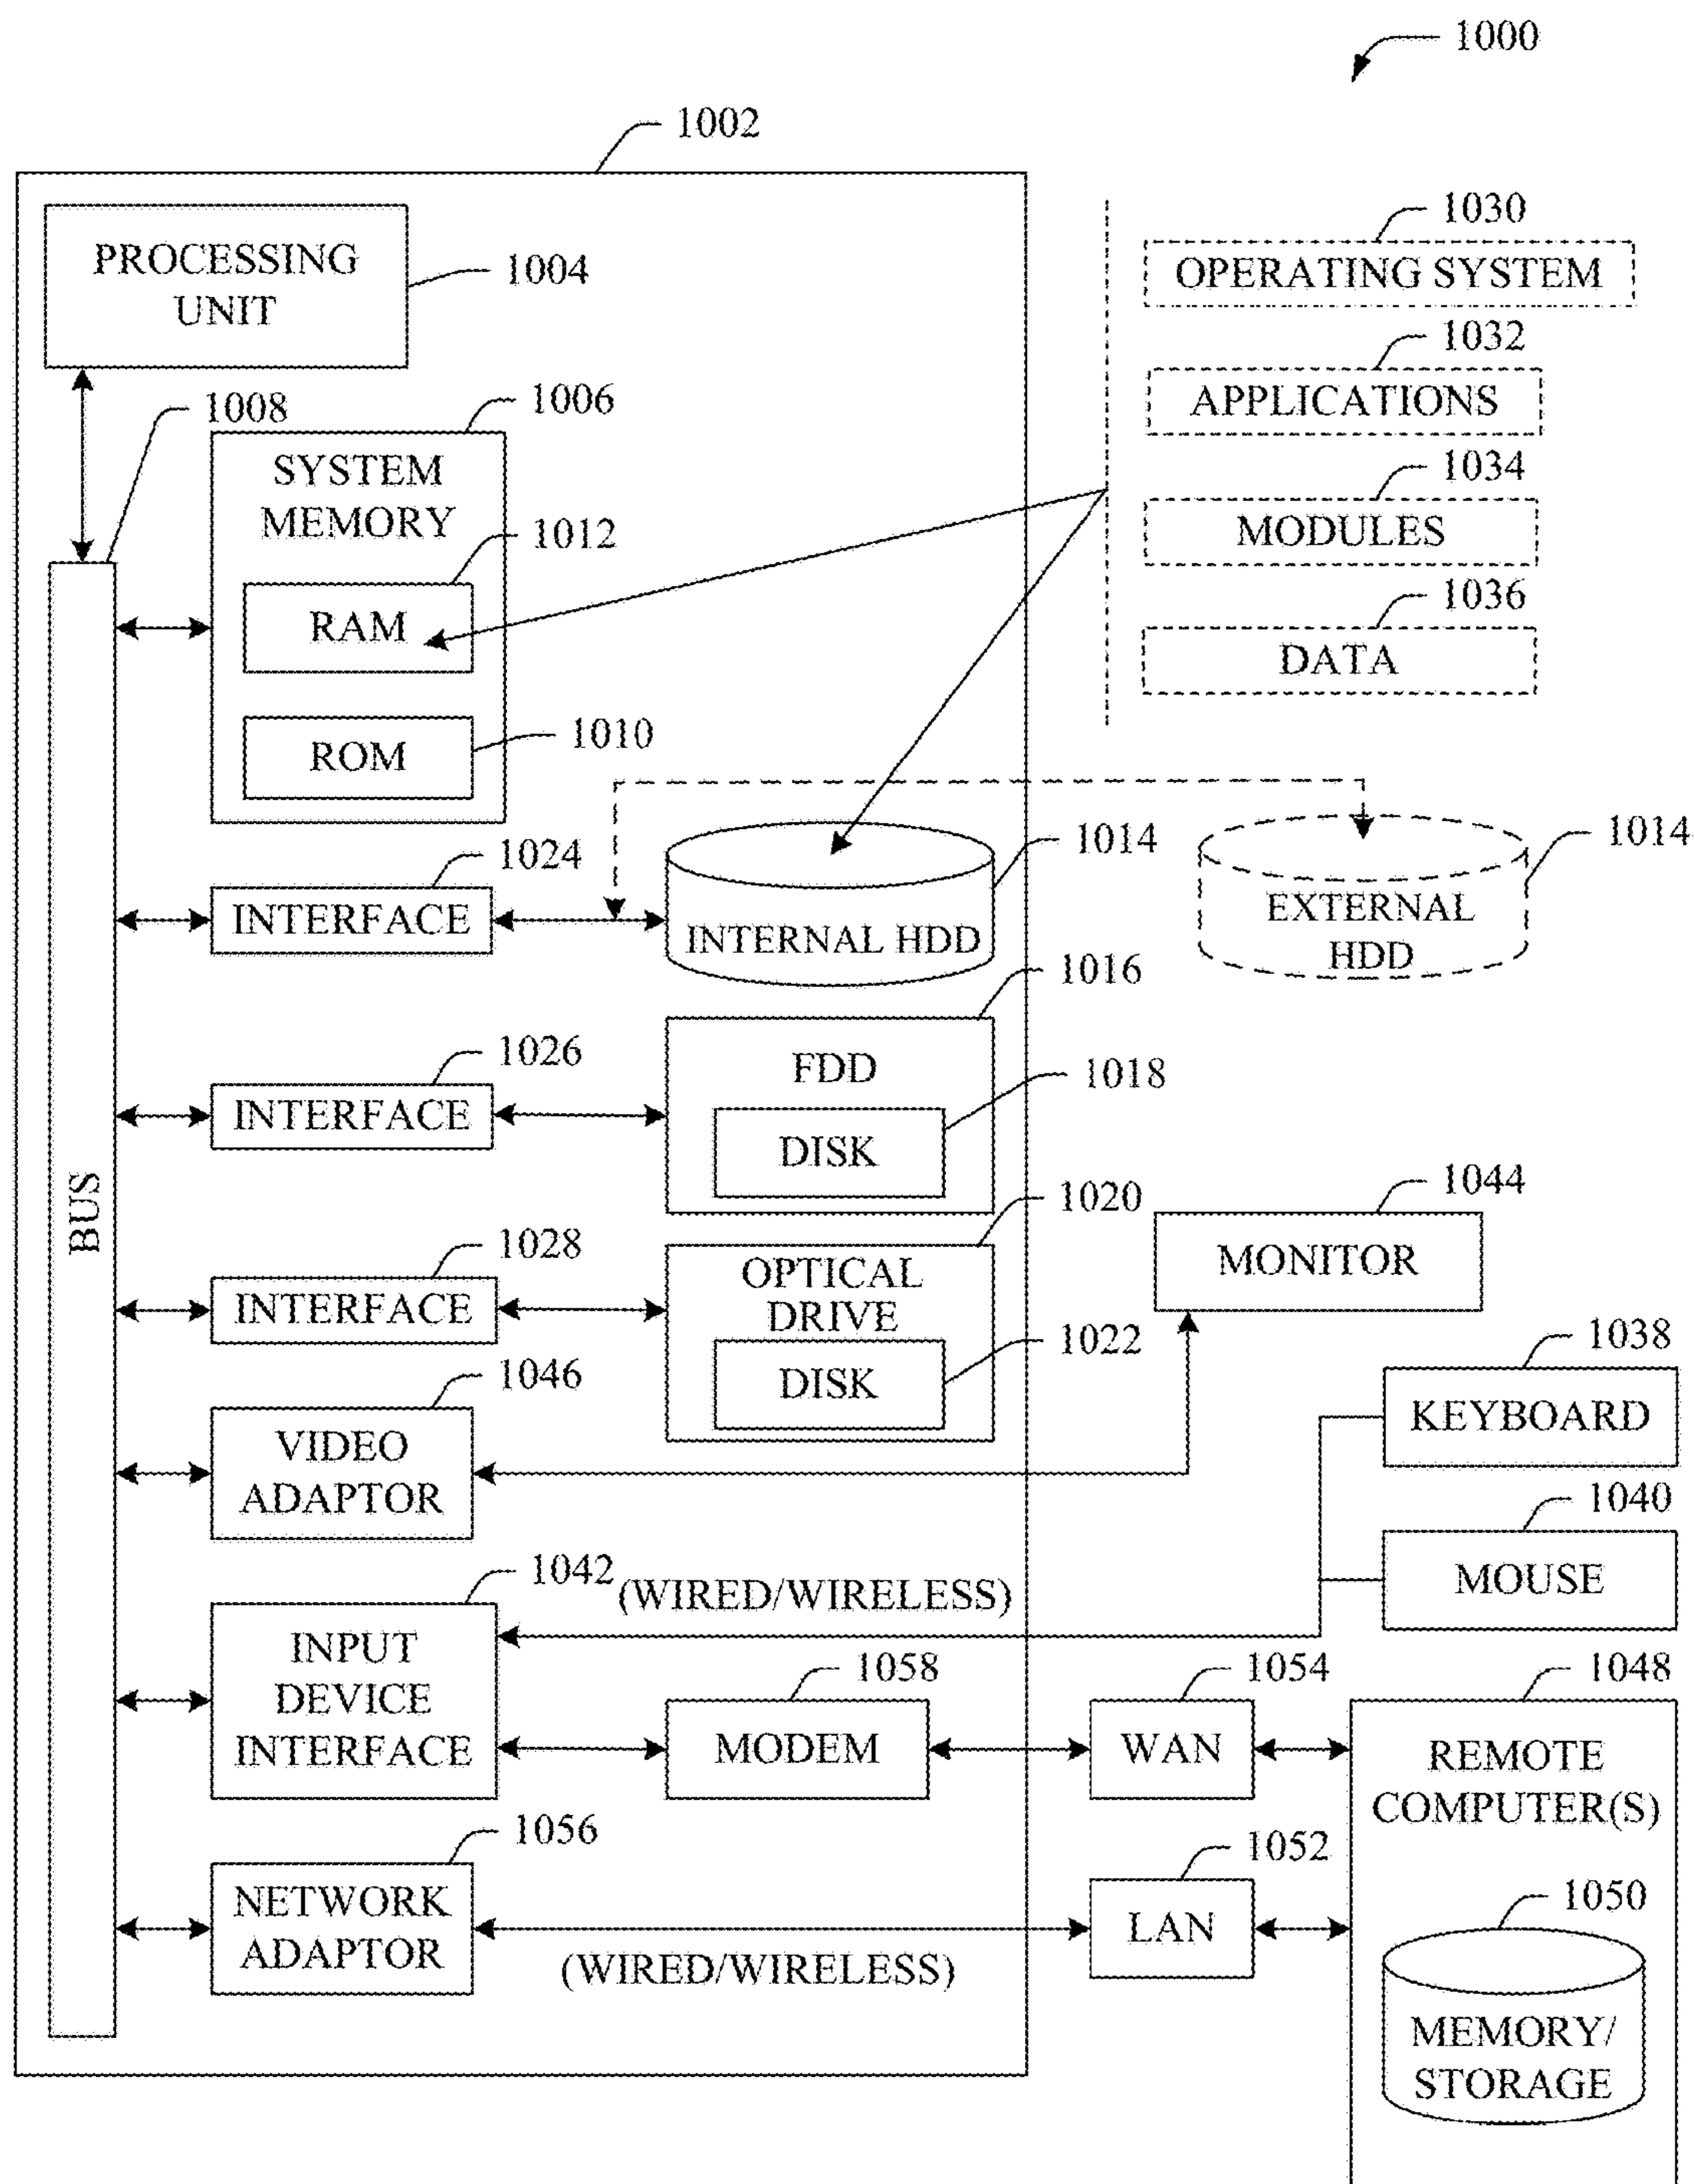 1000
1002
PROCESSING
UNIT
1004
1030
OPERATING SYSTEM
1032
APPLICATIONS
1034
MODULES
1036
DATA
1008
1006
SYSTEM
MEMORY
1012
RAM
1010
ROM
1024
INTERFACE
1014
INTERNAL HDD
1014
EXTERNAL
HDD
1016
FDD
1018
DISK
1026
INTERFACE
BUS
1028
INTERFACE
1020
OPTICAL
DRIVE
1022
DISK
1044
MONITOR
1046
VIDEO
ADAPTOR
1038
KEYBOARD
1040
MOUSE
1042
(WIRED/WIRELESS)
INPUT
DEVICE
INTERFACE
1058
MODEM
1054
WAN
1048
REMOTE
COMPUTER(S)
1056
NETWORK
ADAPTOR
(WIRED/WIRELESS)
1052
LAN
1050
MEMORY/
STORAGE